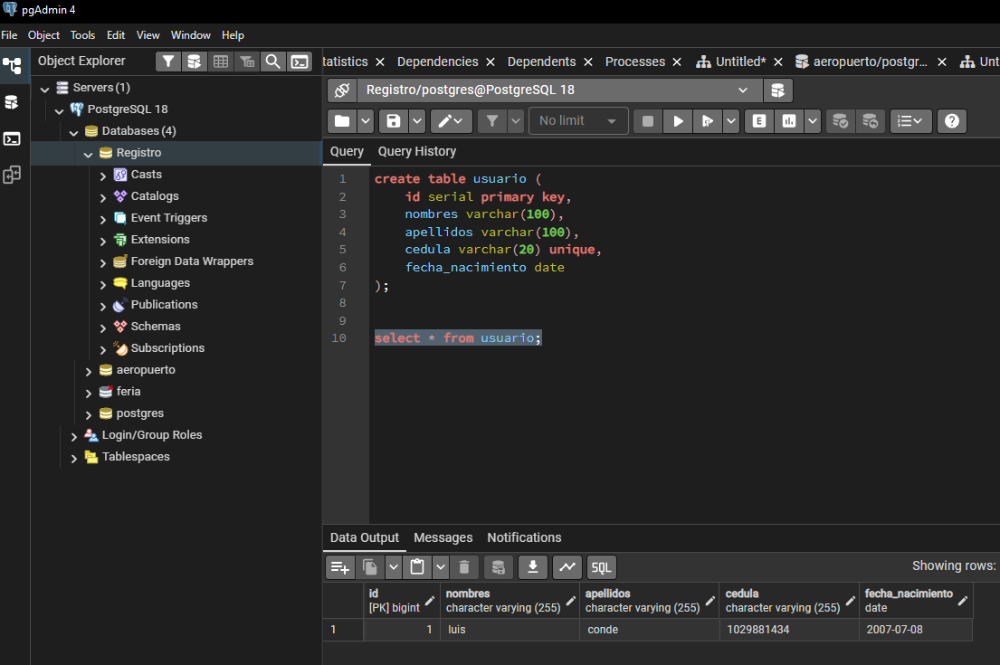 pgAdmin 4
File Object Tools Edit View Window Help
Object Explorer
tatistics Dependencies Dependents Processes Untitled* aeropuerto/postgr... Unt
Servers (1)
PostgreSQL 18
Databases (4)
Registro
Casts
Catalogs
Event Triggers
Extensions
Foreign Data Wrappers
Languages
Publications
Schemas
Subscriptions
aeropuerto
feria
postgres
Login/Group Roles
Tablespaces
Registro/postgres@PostgreSQL 18
No limit E
Query Query History
1 create table usuario (
2 id serial primary key,
3 nombres varchar(100),
4 apellidos varchar(100),
5 cedula varchar(20) unique,
6 fecha_nacimiento date
7 );
8
9
10 select * from usuario;
Data Output Messages Notifications
SQL Showing rows:
id nombres apellidos cedula fecha_nacimiento
[PK] bigint character varying (255) character varying (255) character varying (255) date
1 1 luis conde 1029881434 2007-07-08